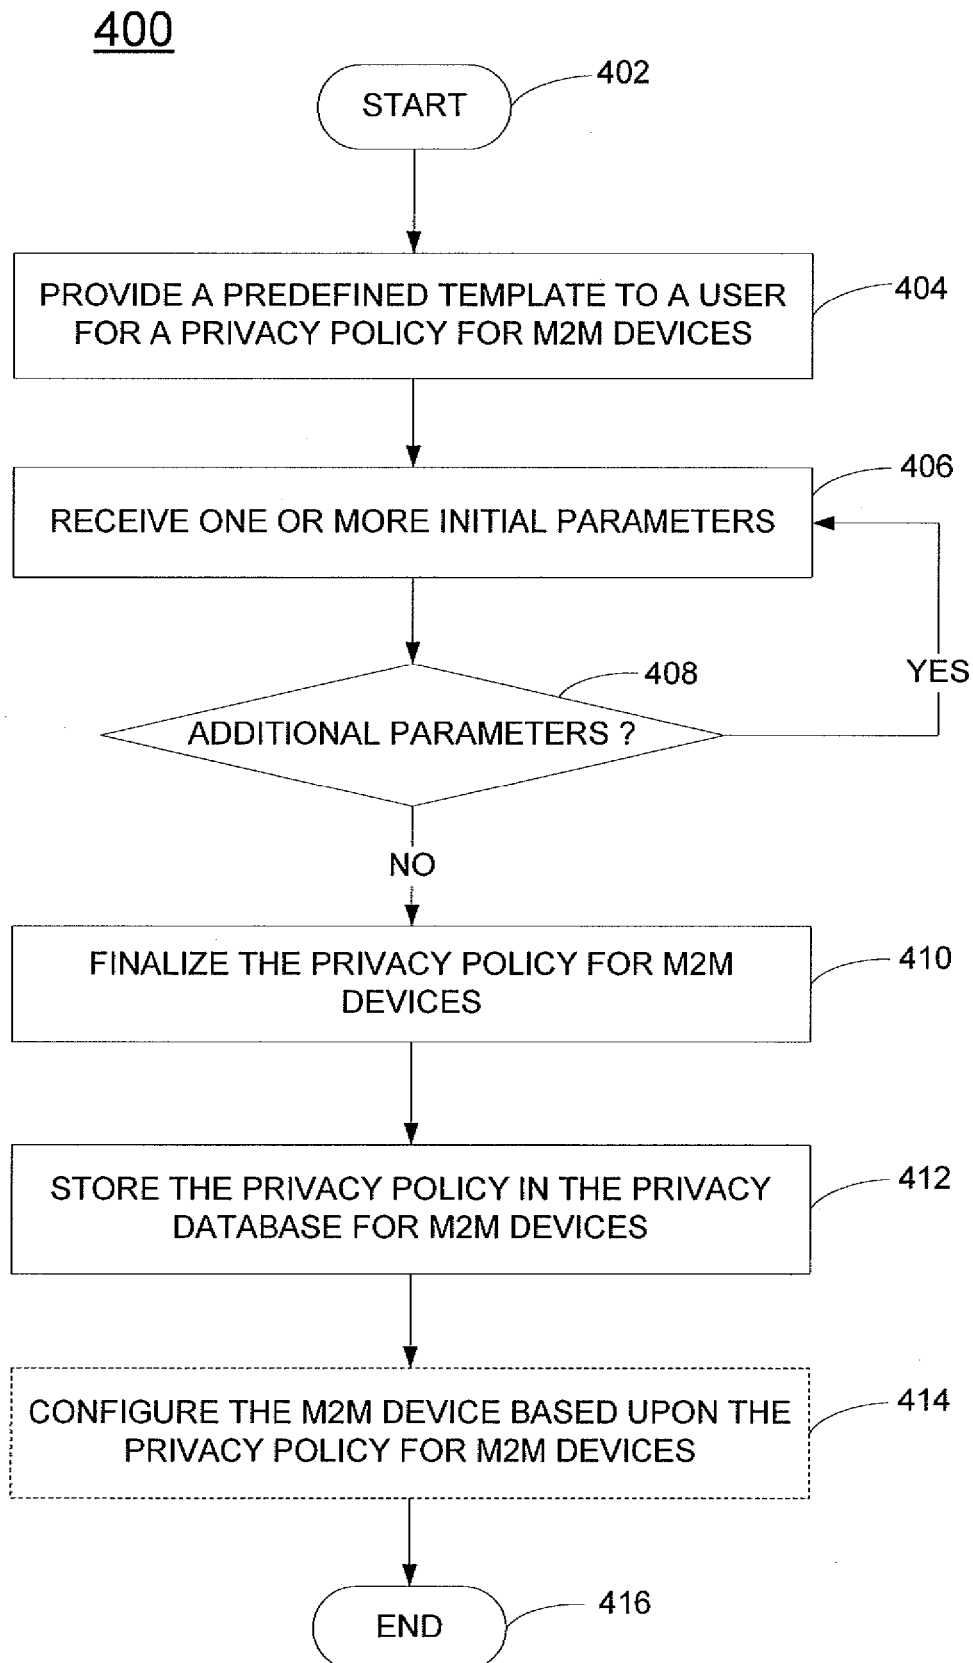 400
START
402
PROVIDE A PREDEFINED TEMPLATE TO A USER
FOR A PRIVACY POLICY FOR M2M DEVICES
404
RECEIVE ONE OR MORE INITIAL PARAMETERS
406
ADDITIONAL PARAMETERS ?
408
YES
NO
FINALIZE THE PRIVACY POLICY FOR M2M
DEVICES
410
STORE THE PRIVACY POLICY IN THE PRIVACY
DATABASE FOR M2M DEVICES
412
CONFIGURE THE M2M DEVICE BASED UPON THE
PRIVACY POLICY FOR M2M DEVICES
414
END
416